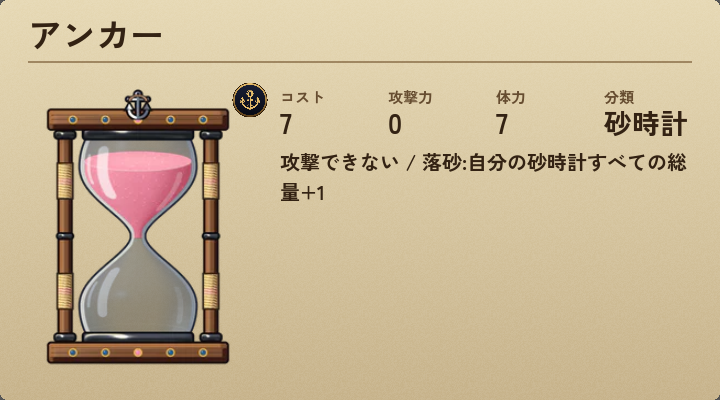 アンカー
コスト 攻撃力 体力 分類
7 0 7 砂時計
攻撃できない / 落砂:自分の砂時計すべての総
量+1